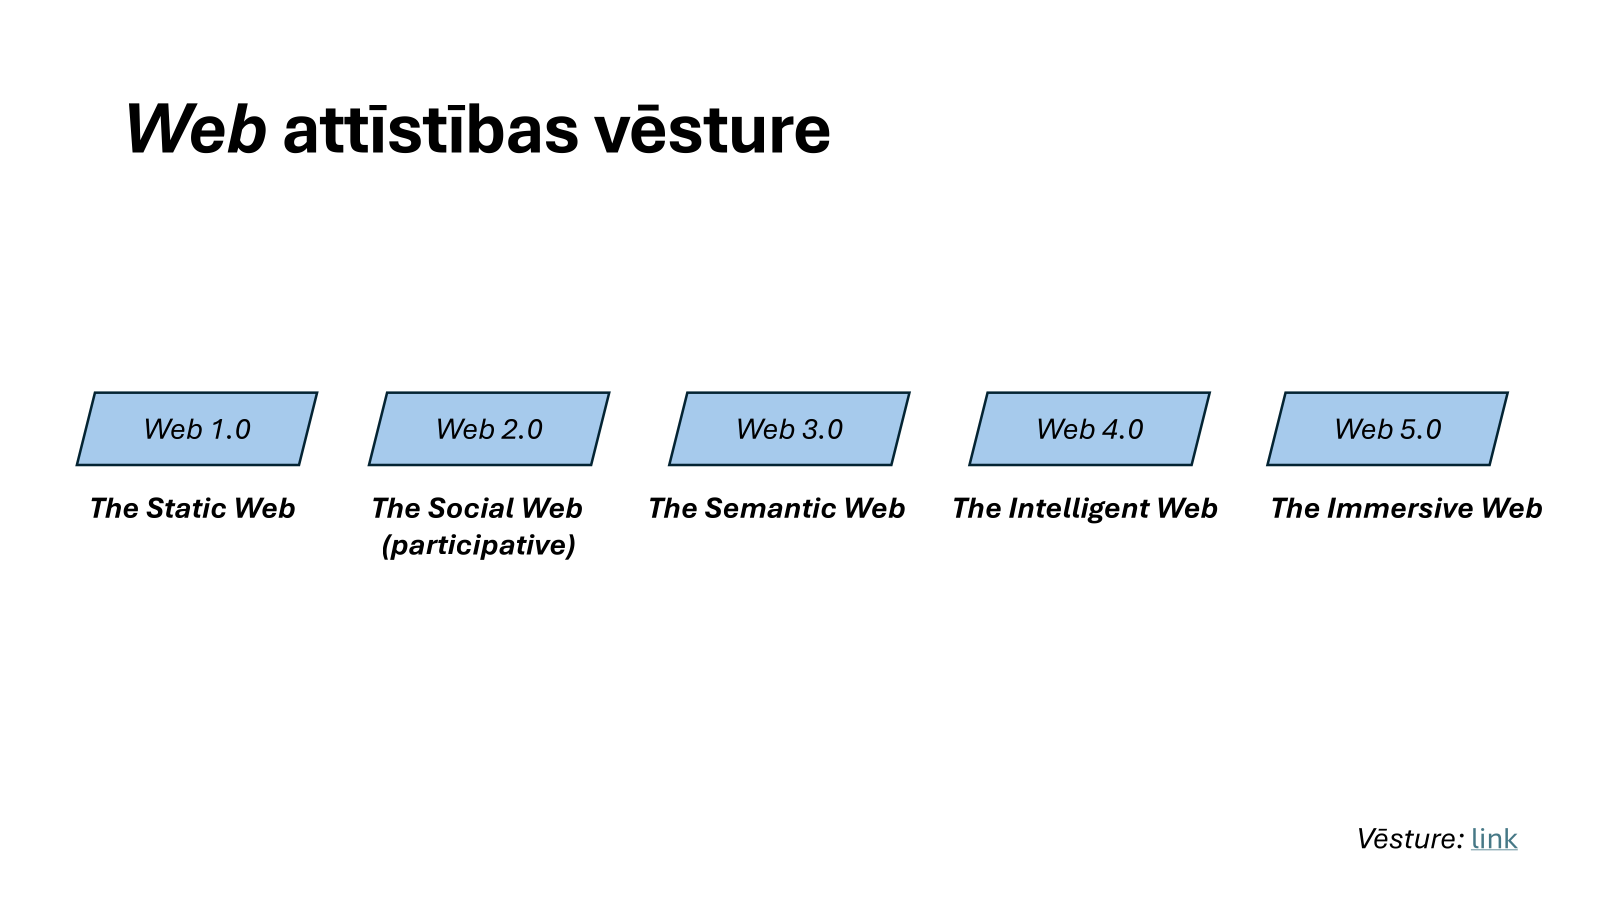 Web attīstības vēsture
Web 1.0
Web 2.0
Web 3.0
Web 4.0
Web 5.0
The Static Web
The Social Web
(participative)
The Semantic Web
The Intelligent Web
The Immersive Web
Vēsture: link